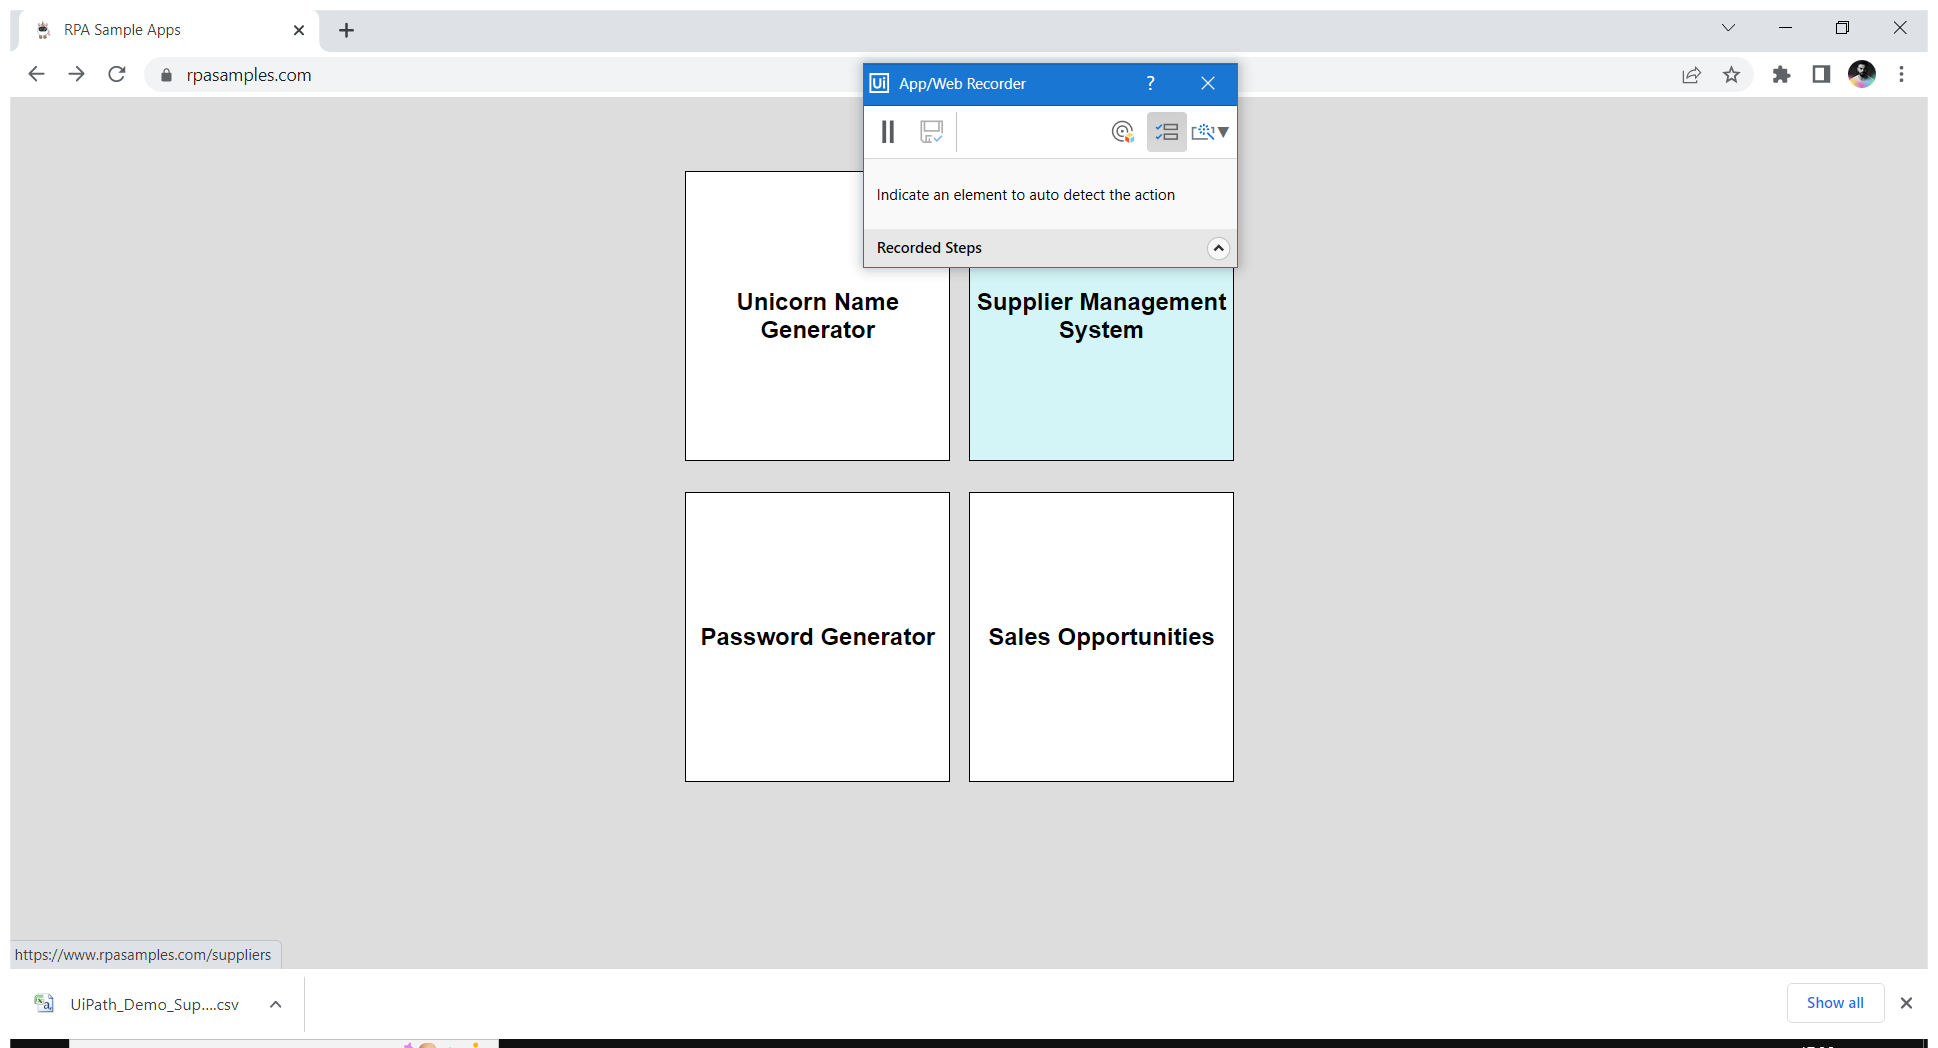 RPA Sample Apps
rpasamples.com
Ui App/Web Recorder ?
Indicate an element to auto detect the action
Recorded Steps
Unicorn Name
Generator
Supplier Management
System
Password Generator
Sales Opportunities
https://www.rpasamples.com/suppliers
UiPath_Demo_Sup....csv
Show all